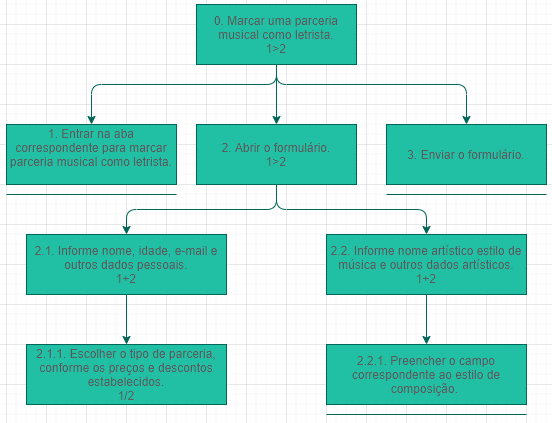 0. Marcar uma parceria
musical como letrista.
1>2
1. Entrar na aba
correspondente para marcar
parceria musical como letrista.
2. Abrir o formulário.
1>2
3. Enviar o formulário.
2.1. Informe nome, idade, e-mail e
outros dados pessoais.
1+2
2.2. Informe nome artístico estilo de
música e outros dados artísticos.
1+2
2.1.1. Escolher o tipo de parceria,
conforme os preços e descontos
estabelecidos.
1/2
2.2.1. Preencher o campo
correspondente ao estilo de
composição.